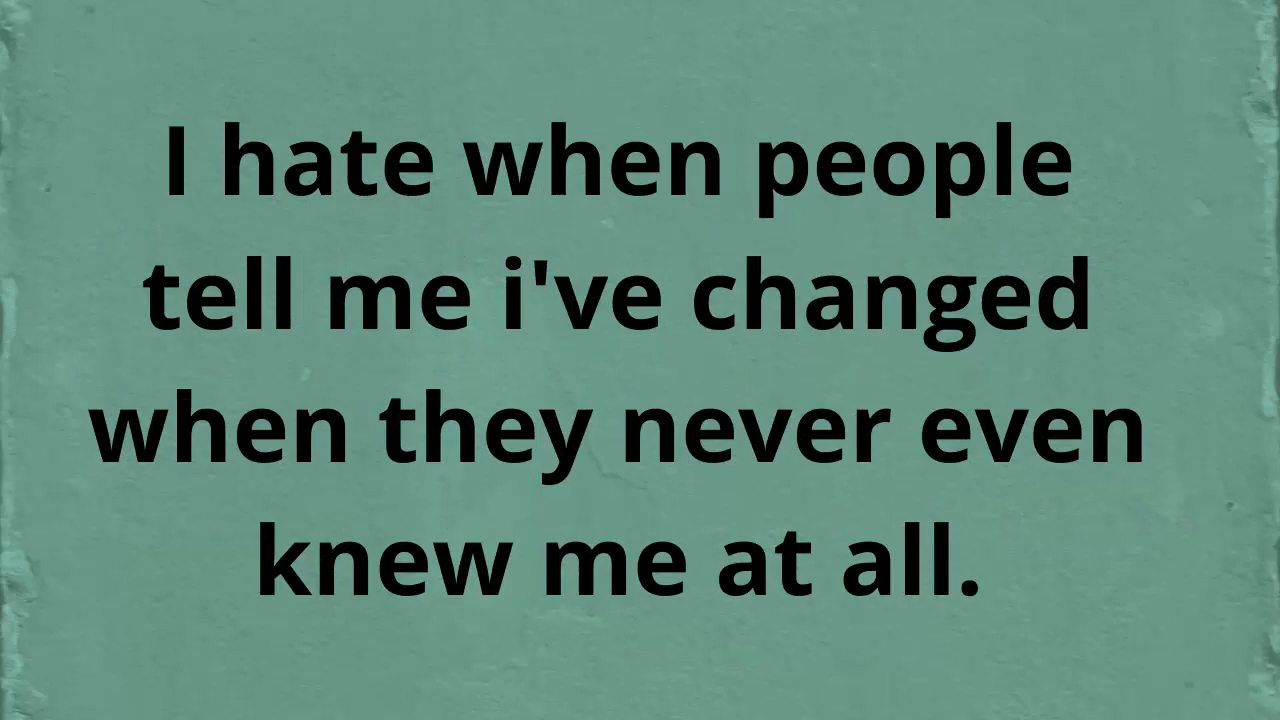 I hate when people
tell me i've changed
when they never even
knew me at all.